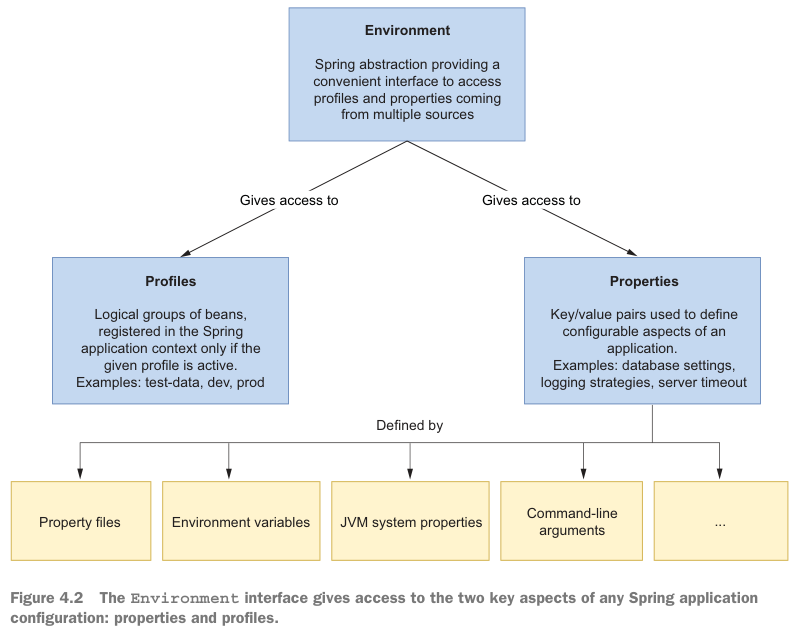 Environment
Spring abstraction providing a
convenient interface to access
profiles and properties coming
from multiple sources
Gives access to
Gives access to
Profiles
Logical groups of beans,
registered in the Spring
application context only if the
given profile is active.
Examples: test-data, dev, prod
Properties
Key/value pairs used to define
configurable aspects of an
application.
Examples: database settings,
logging strategies, server timeout
Defined by
Property files
Environment variables
JVM system properties
Command-line
arguments
...
Figure 4.2 The Environment interface gives access to the two key aspects of any Spring application
configuration: properties and profiles.